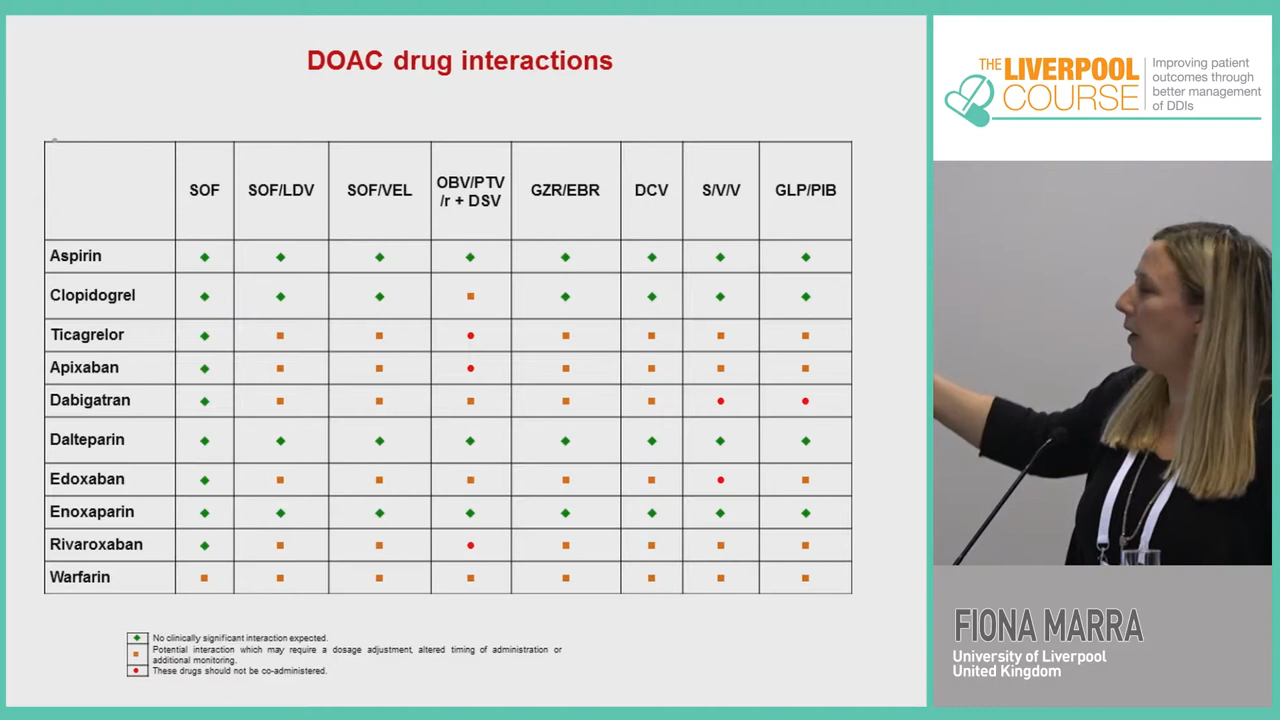 DOAC drug interactions
SOF SOF/LDV SOF/VEL OBV/PTV GZR/EBR DCV S/V/V GLP/PIB
/r + DSV
Aspirin
Clopidogrel
Ticagrelor
Apixaban
Dabigatran
Dalteparin
Edoxaban
Enoxaparin
Rivaroxaban
Warfarin
No clinically significant interaction expected.
Potential interaction which may require a dosage adjustment, altered timing of administration or
additional monitoring.
These drugs should not be co-administered.
THE LIVERPOOL
COURSE
Improving patient
outcomes through
better management
of DDIs
FIONA MARRA
University of Liverpool
United Kingdom